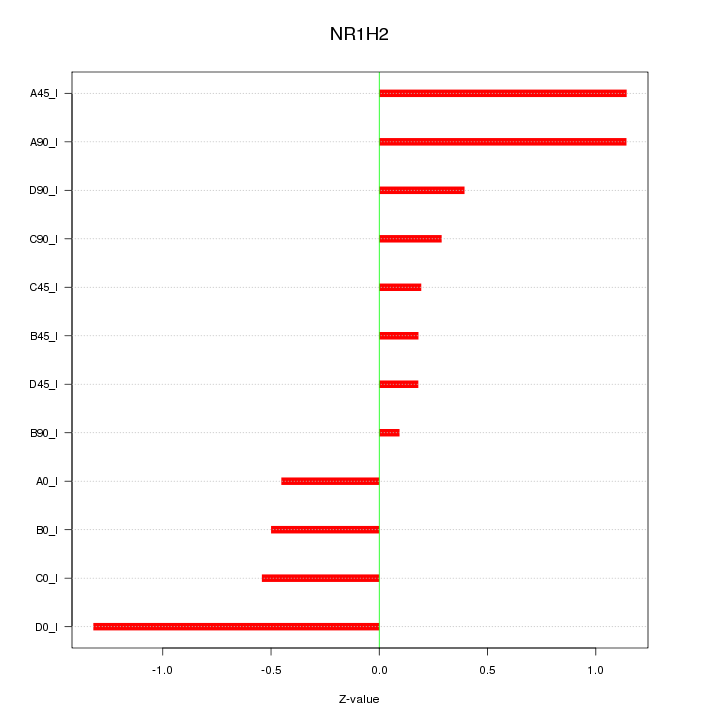 NR1H2
A45_I
A90_I
D90_I
C90_I
C45_I
B45_I
D45_I
B90_I
A0_I
B0_I
C0_I
D0_I
-1.0 -0.5 0.0 0.5 1.0
Z-value